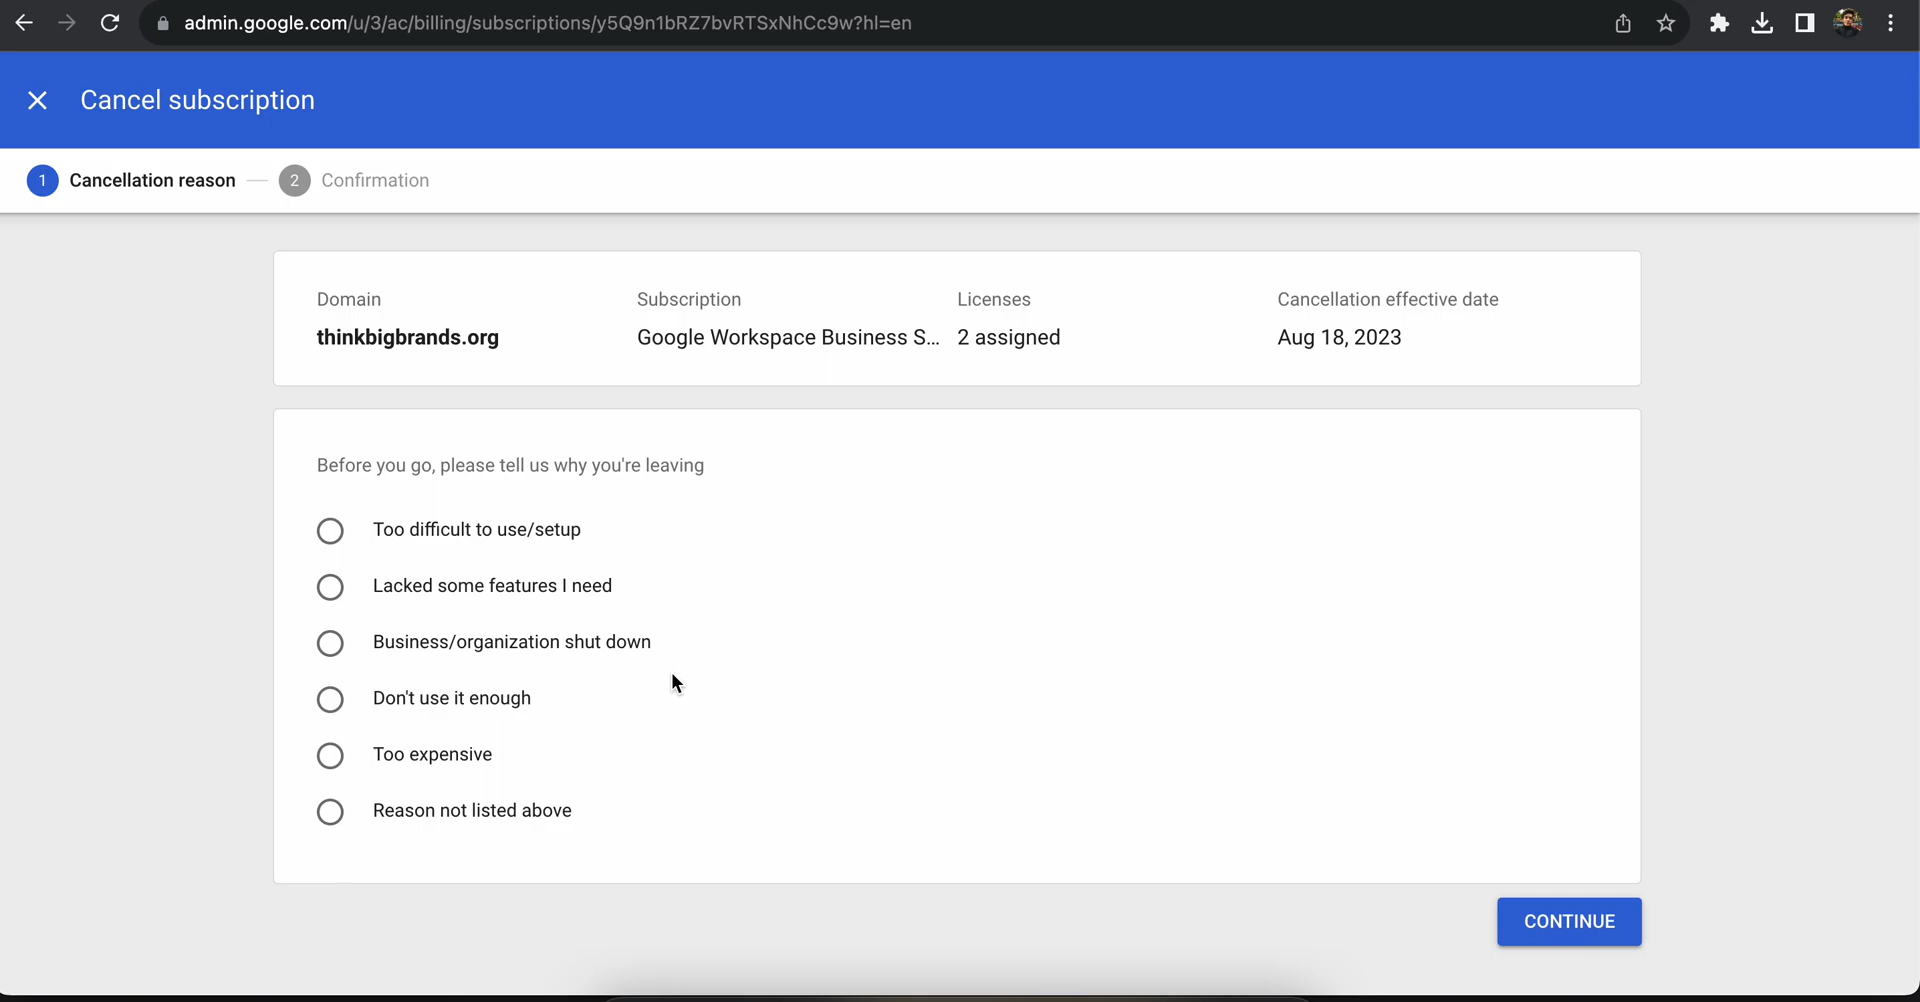 admin.google.com/u/3/ac/billing/subscriptions/y5Q9n1bRZ7bvRTSxNhCc9w?hl=en
Cancel subscription
1 Cancellation reason 2 Confirmation
Domain Subscription Licenses Cancellation effective date
thinkbigbrands.org Google Workspace Business S... 2 assigned Aug 18, 2023
Before you go, please tell us why you're leaving
Too difficult to use/setup
Lacked some features I need
Business/organization shut down
Don't use it enough
Too expensive
Reason not listed above
CONTINUE